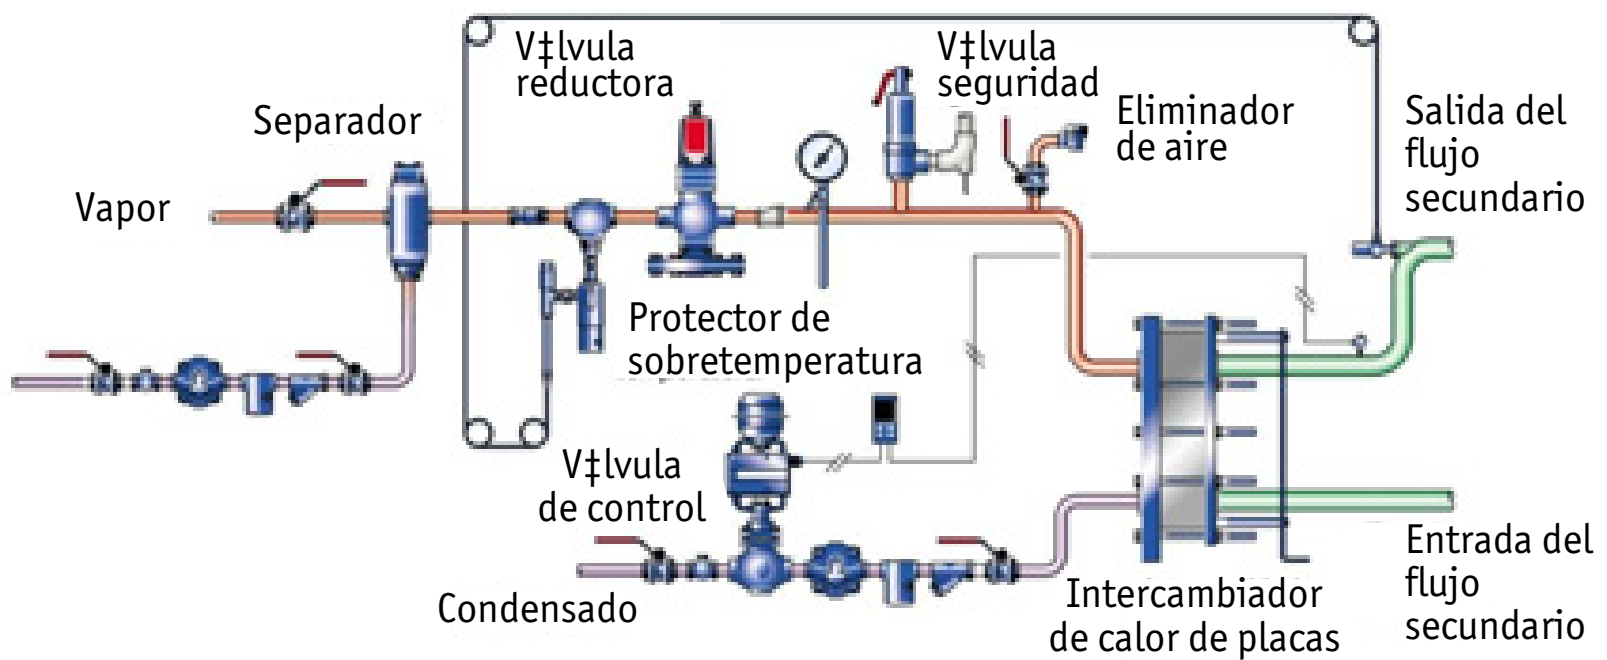 V‡lvula
reductora
V‡lvula
seguridad
Separador
Eliminador
de aire
Salida del
flujo
secundario
Vapor
Protector de
sobretemperatura
V‡lvula
de control
Condensado
Intercambiador
de calor de placas
Entrada del
flujo
secundario